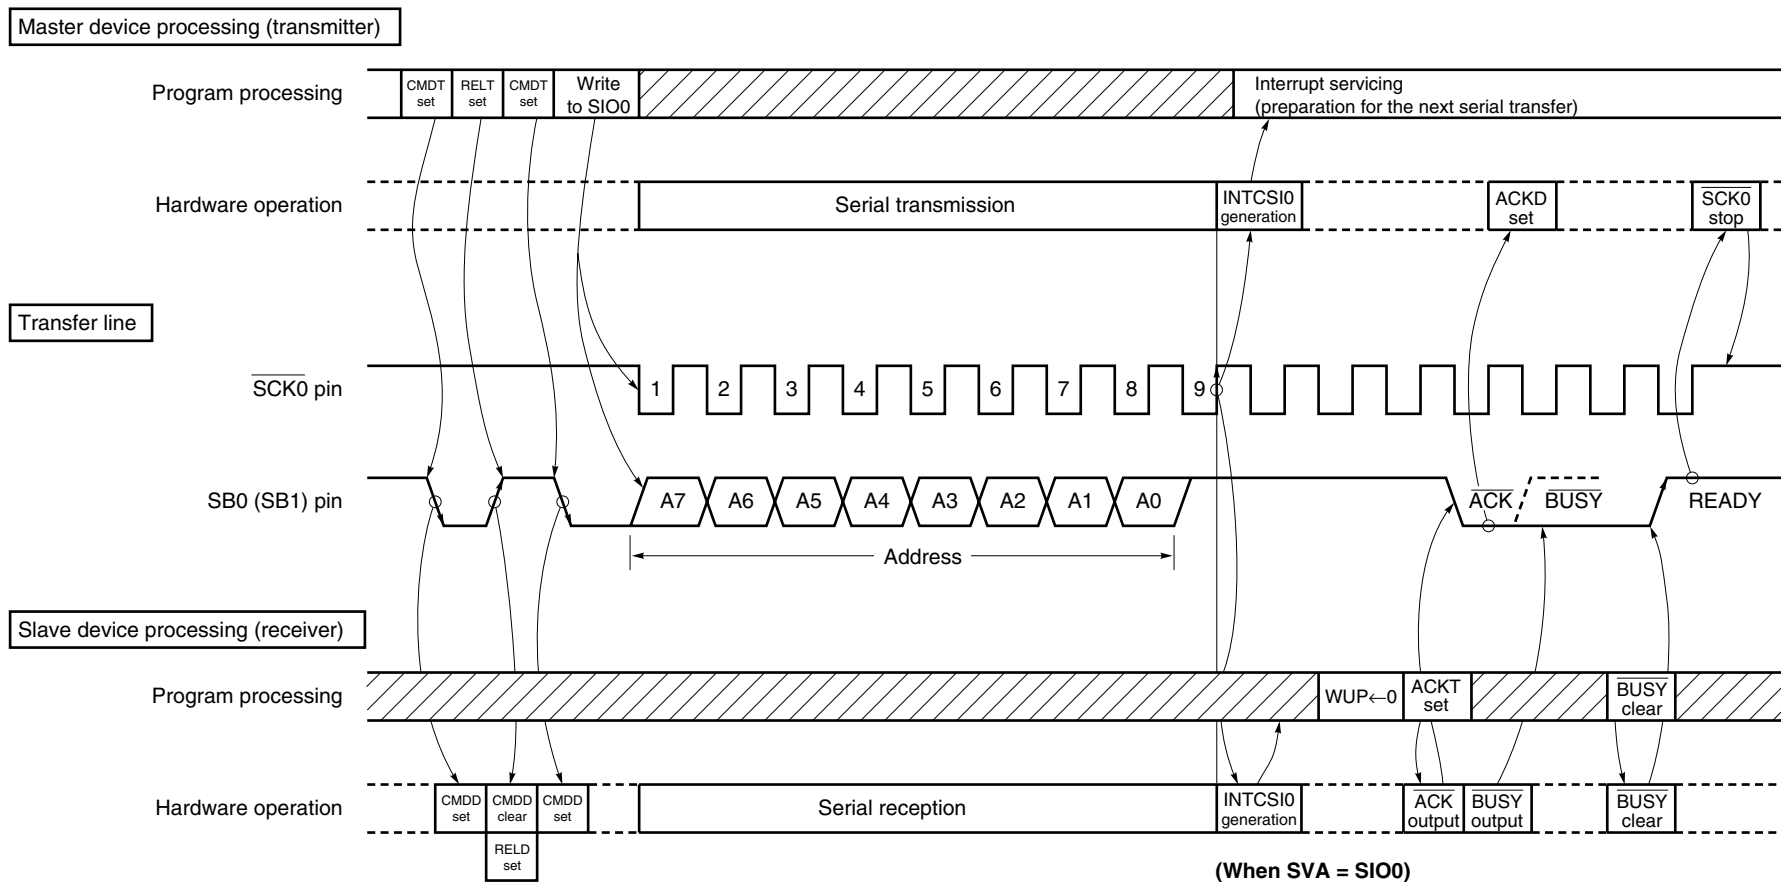 Master device processing (transmitter)
Program processing
CMDT
set
RELT
set
CMDT
set
Write
to SIO0
Interrupt servicing
(preparation for the next serial transfer)
Hardware operation
Serial transmission
INTCSI0
generation
ACKD
set
SCK0
stop
Transfer line
SCK0 pin
1 2 3 4 5 6 7 8 9
SB0 (SB1) pin
A7 A6 A5 A4 A3 A2 A1 A0
ACK BUSY READY
Address
Slave device processing (receiver)
Program processing
WUP←0
ACKT
set
BUSY
clear
Hardware operation
CMDD
set
CMDD
clear
CMDD
set
RELD
set
Serial reception
INTCSI0
generation
ACK
output
BUSY
output
BUSY
clear
(When SVA = SIO0)